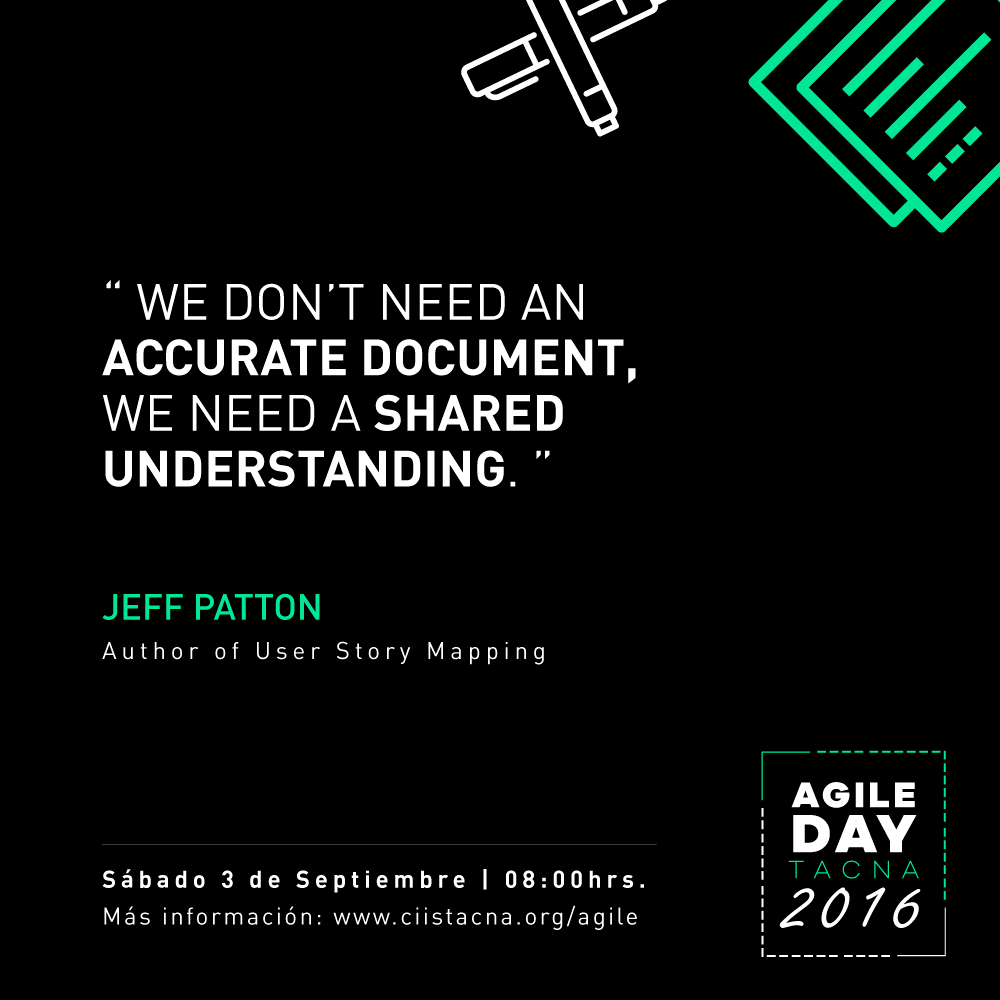 “ WE DON’T NEED AN
ACCURATE DOCUMENT,
WE NEED A SHARED
UNDERSTANDING. ”
JEFF PATTON
Author of User Story Mapping
Sábado 3 de Septiembre | 08:00hrs.
Más información: www.ciistacna.org/agile
AGILE
DAY
TACNA
2016